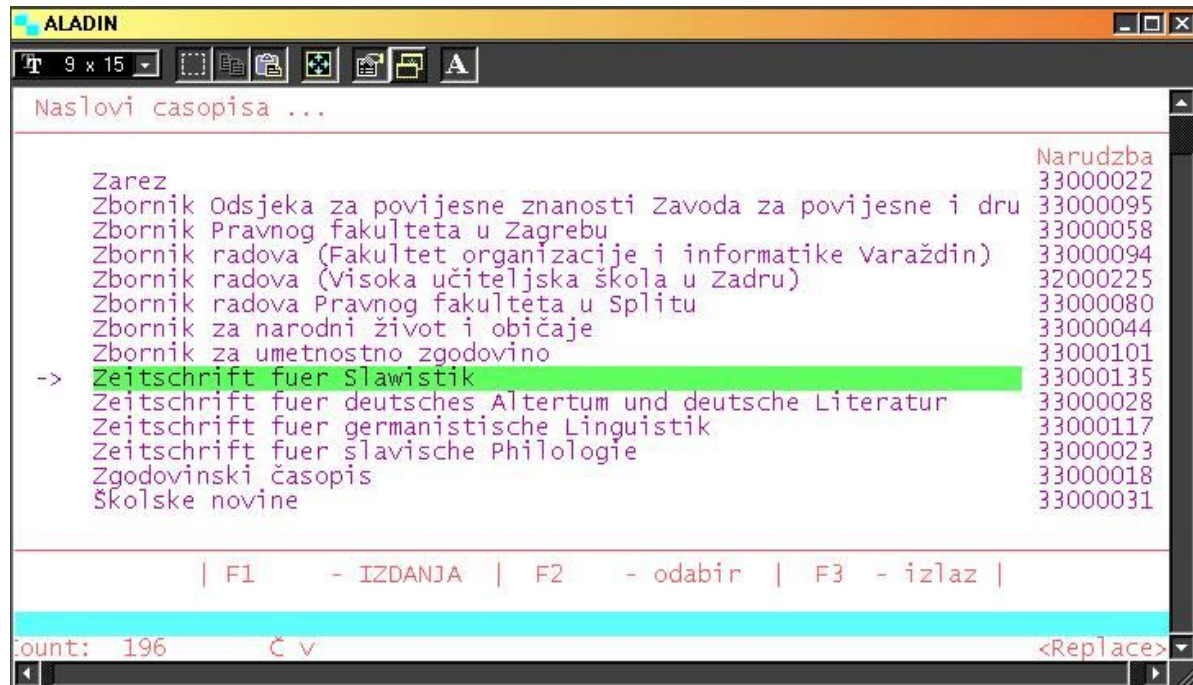 ALADIN
9 x 15 A
Naslovi casopisa ...
Narudzba
Zarez 33000022
Zbornik Odsjeka za povijesne znanosti Zavoda za povijesne i dru 33000095
Zbornik Pravnog fakulteta u Zagrebu 33000058
Zbornik radova (Fakultet organizacije i informatike Varaždin) 33000094
Zbornik radova (Visoka učiteljska škola u Zadru) 32000225
Zbornik radova Pravnog fakulteta u Splitu 33000080
Zbornik za narodni život i običaje 33000044
Zbornik za umetnostno zgodovino 33000101
-> Zeitschrift fuer Slawistik 33000135
Zeitschrift fuer deutsches Altertum und deutsche Literatur 33000028
Zeitschrift fuer germanistische Linguistik 33000117
Zeitschrift fuer slavische Philologie 33000023
Zgodovinski časopis 33000018
Školske novine 33000031
| F1 - IZDANJA | F2 - odabir | F3 - izlaz |
Count: 196 Č v <Replace>